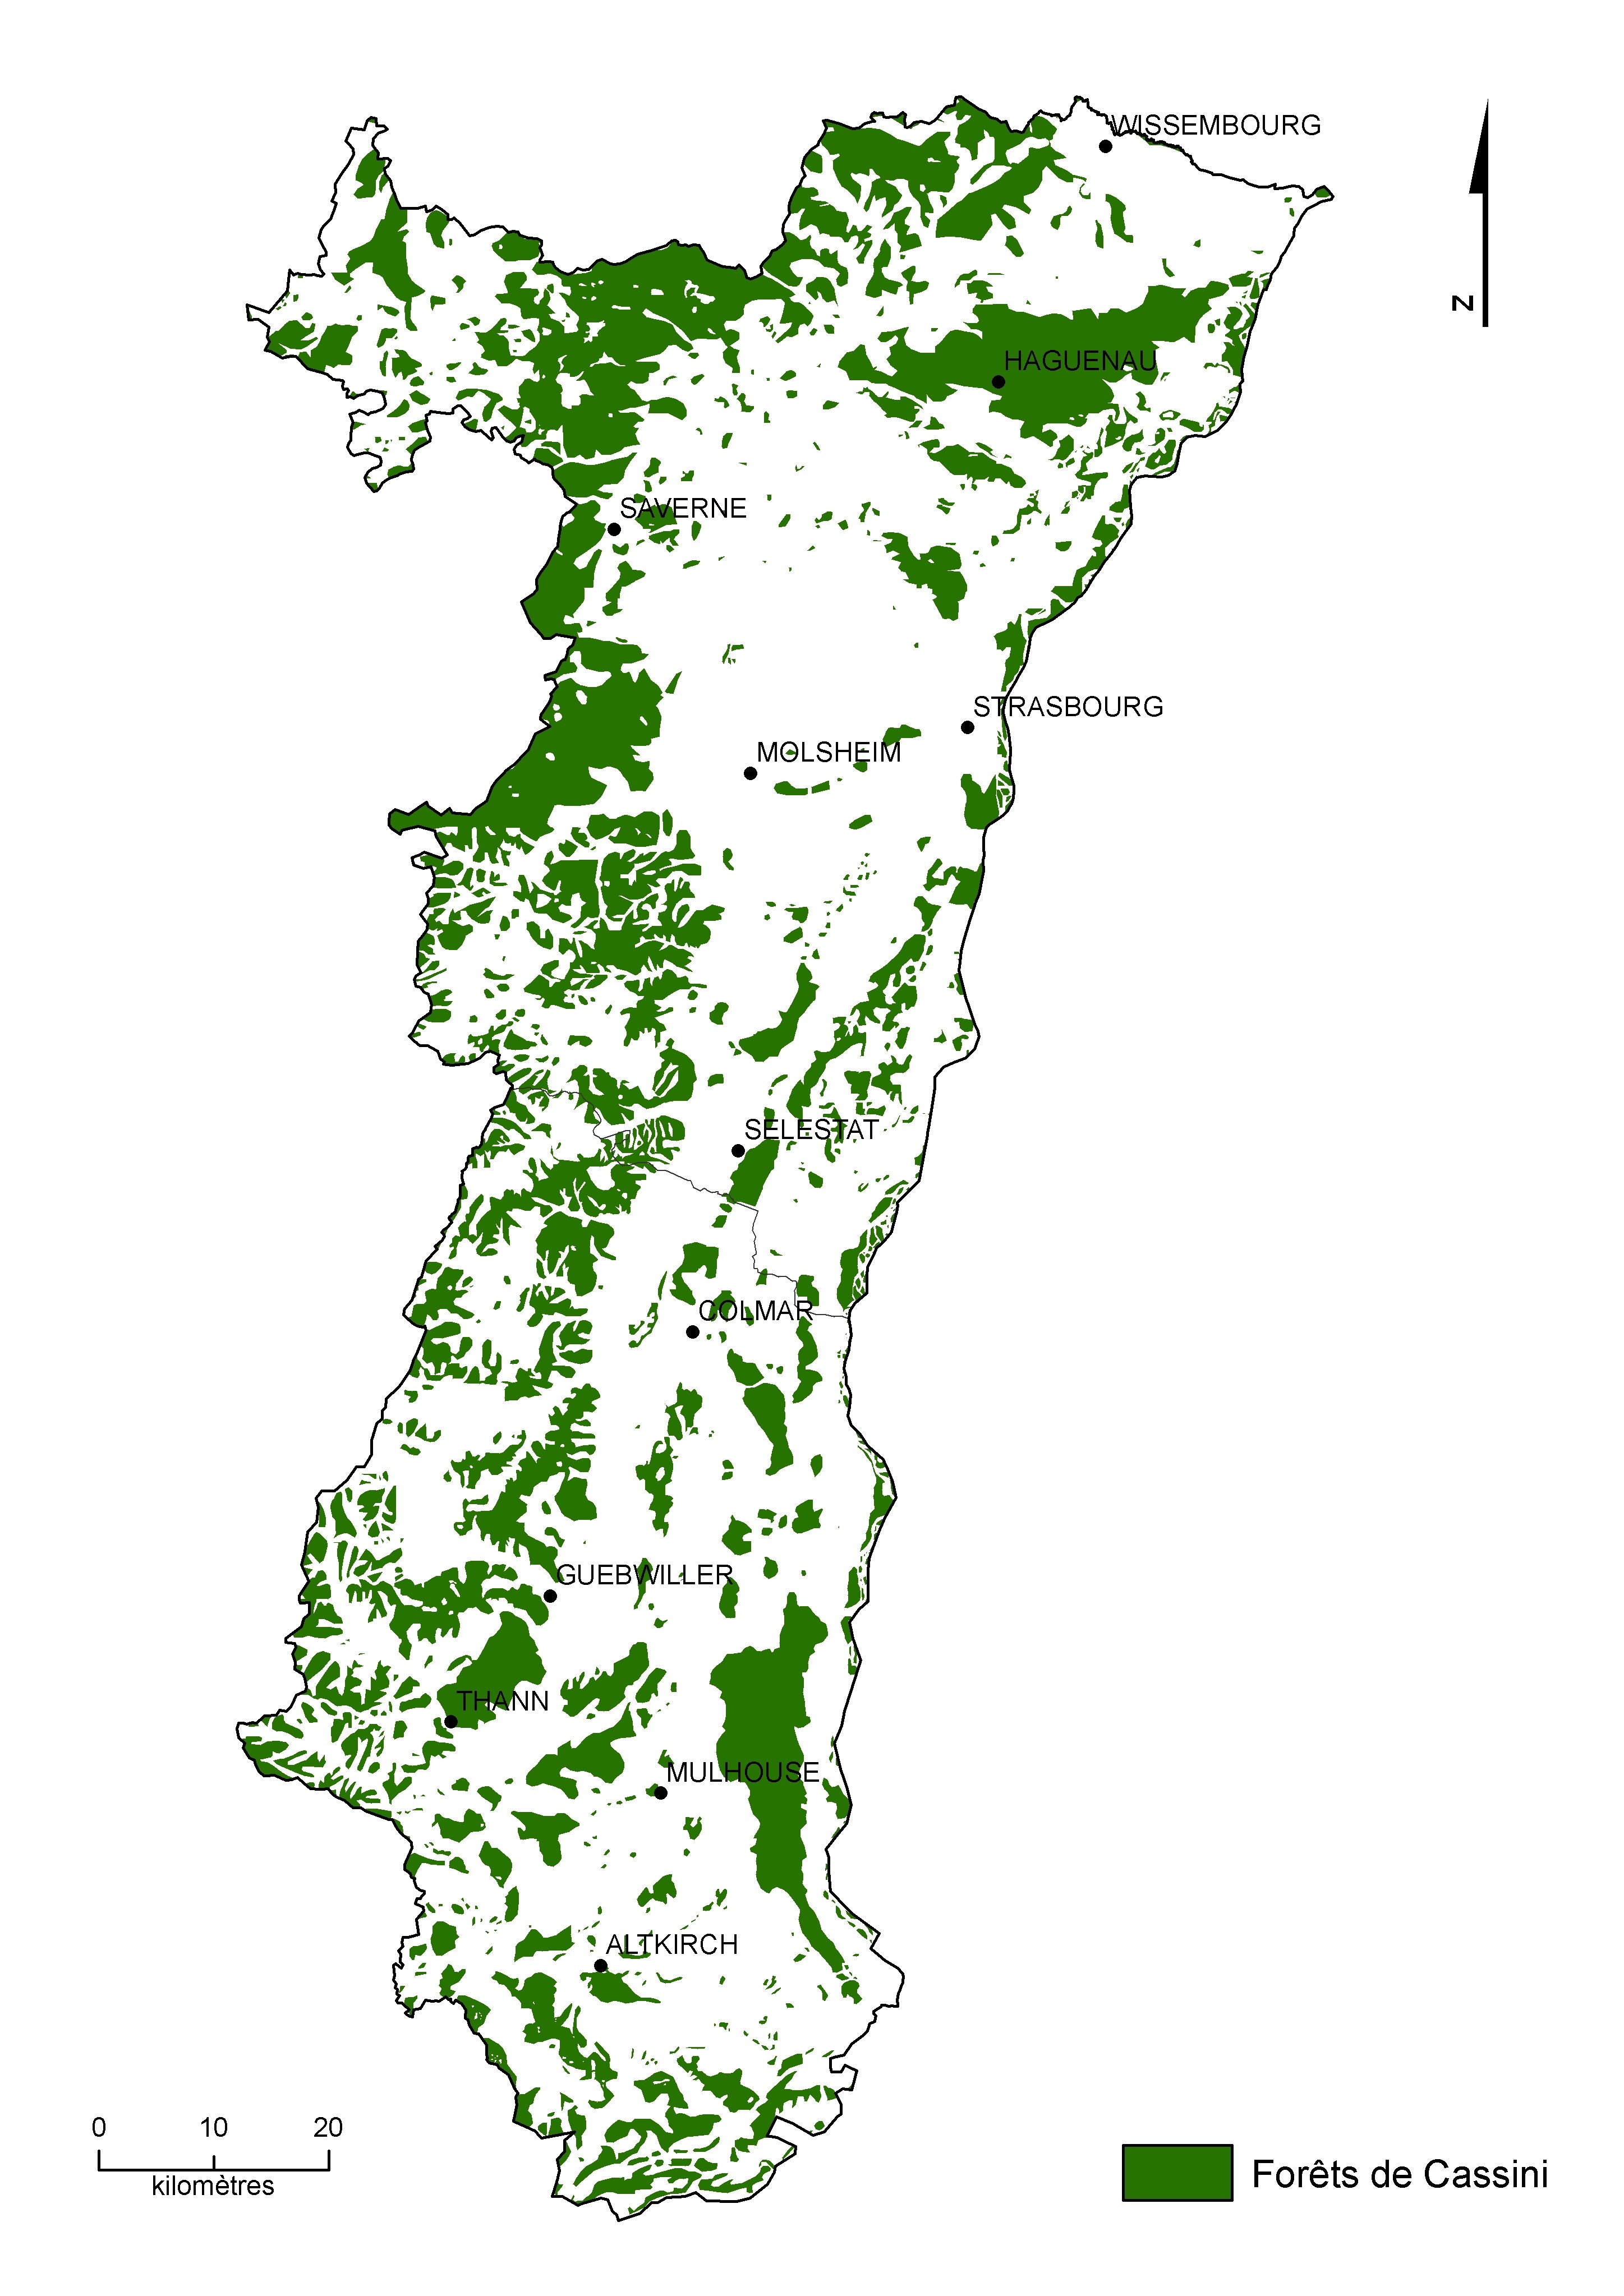 WISSEMBOURG
N
HAGUENAU
SAVERNE
STRASBOURG
MOLSHEIM
SELESTAT
COLMAR
GUEBWILLER
THANN
MULHOUSE
ALTKIRCH
0 10 20
kilomètres
Forêts de Cassini